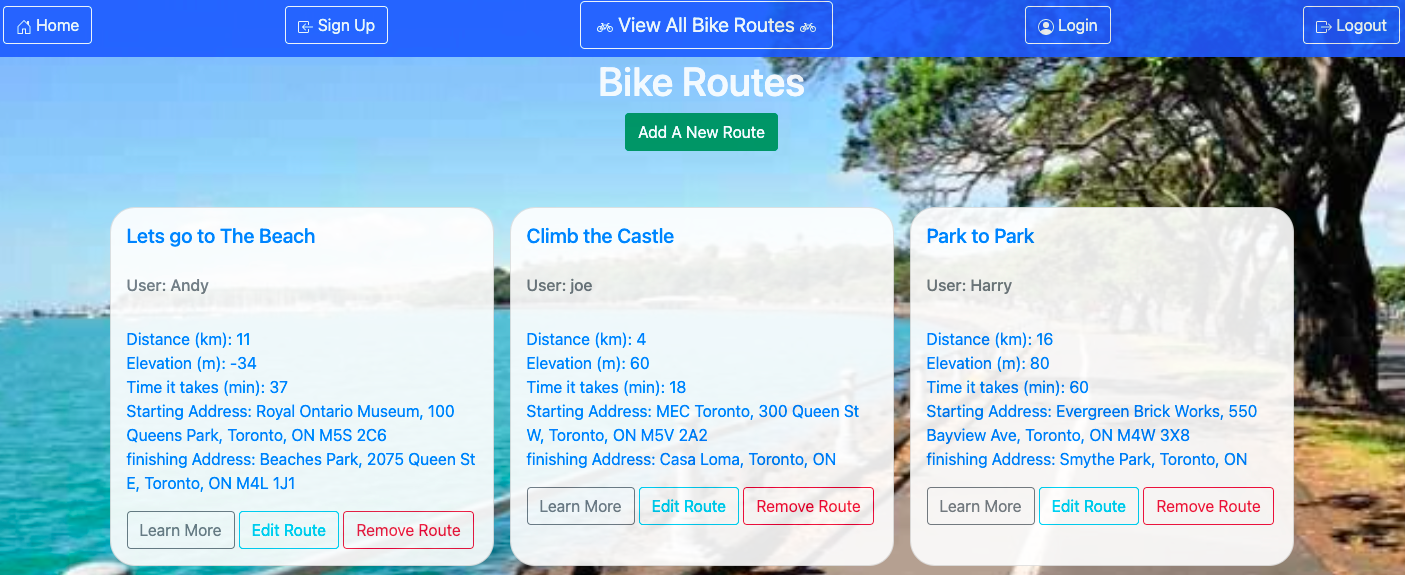 Home
Sign Up
View All Bike Routes
Login
Logout
Bike Routes
Add A New Route
Lets go to The Beach
User: Andy
Distance (km): 11
Elevation (m): -34
Time it takes (min): 37
Starting Address: Royal Ontario Museum, 100
Queens Park, Toronto, ON M5S 2C6
finishing Address: Beaches Park, 2075 Queen St
E, Toronto, ON M4L 1J1
Learn More
Edit Route
Remove Route
Climb the Castle
User: joe
Distance (km): 4
Elevation (m): 60
Time it takes (min): 18
Starting Address: MEC Toronto, 300 Queen St
W, Toronto, ON M5V 2A2
finishing Address: Casa Loma, Toronto, ON
Learn More
Edit Route
Remove Route
Park to Park
User: Harry
Distance (km): 16
Elevation (m): 80
Time it takes (min): 60
Starting Address: Evergreen Brick Works, 550
Bayview Ave, Toronto, ON M4W 3X8
finishing Address: Smythe Park, Toronto, ON
Learn More
Edit Route
Remove Route